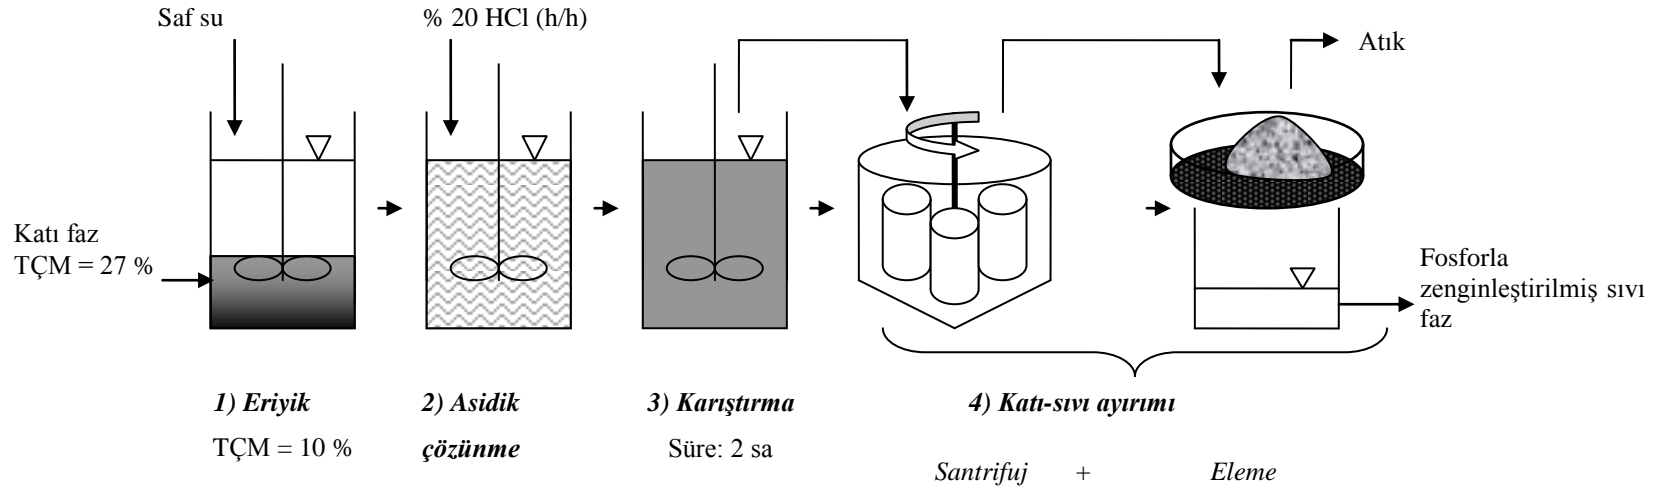 Saf su
% 20 HCl (h/h)
Atık
Katı faz
TÇM = 27 %
Fosforla
zenginleştirilmiş sıvı
faz
1) Eriyik
TÇM = 10 %
2) Asidik
çözünme
3) Karıştırma
Süre: 2 sa
4) Katı-sıvı ayırımı
Santrifuj + Eleme